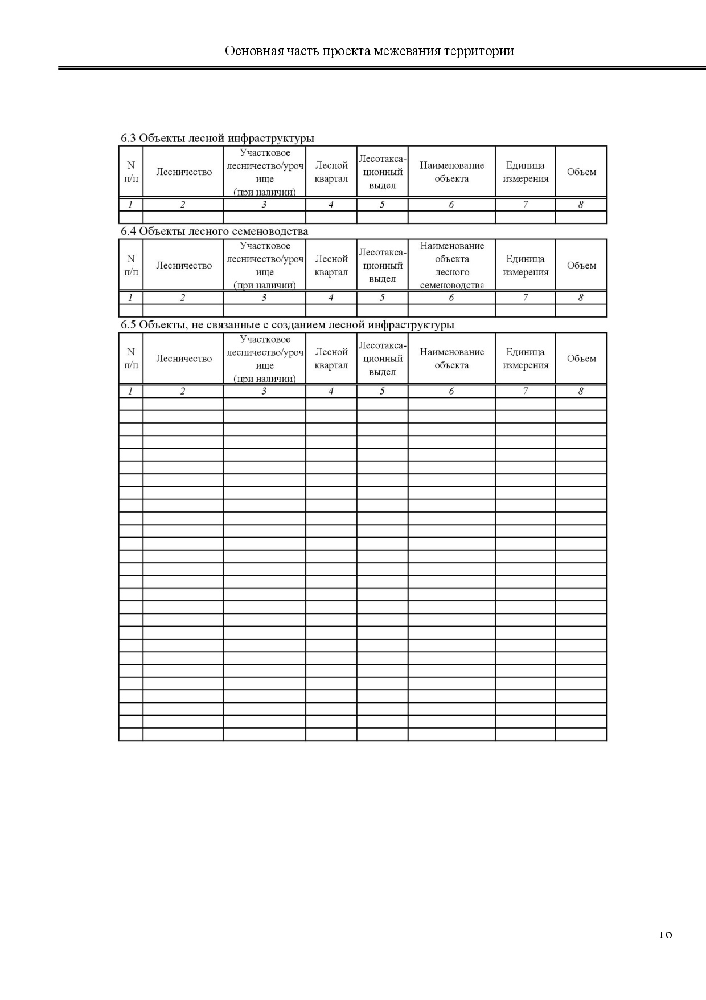 Основная часть проекта межевания территории
6.3 Объекты лесной инфраструктуры
N п/п Лесничество Участковое лесничество/урочище (при наличии) Лесной квартал Лесотакса-ционный выдел Наименование объекта Единица измерения Объем
1 2 3 4 5 6 7 8
6.4 Объекты лесного семеноводства
N п/п Лесничество Участковое лесничество/урочище (при наличии) Лесной квартал Лесотакса-ционный выдел Наименование объекта лесного семеноводства Единица измерения Объем
1 2 3 4 5 6 7 8
6.5 Объекты, не связанные с созданием лесной инфраструктуры
N п/п Лесничество Участковое лесничество/урочище (при наличии) Лесной квартал Лесотакса-ционный выдел Наименование объекта Единица измерения Объем
1 2 3 4 5 6 7 8
16